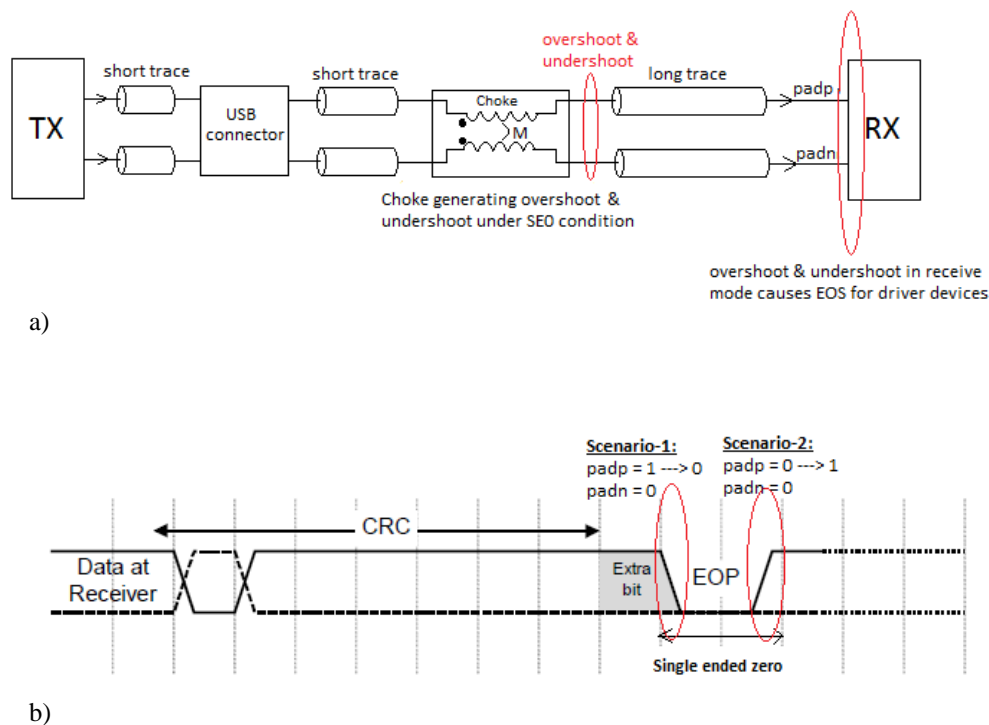 overshoot &
undershoot
short trace
short trace
long trace
TX
USB
connector
Choke
M
padp
padn
RX
Choke generating overshoot &
undershoot under SE0 condition
overshoot & undershoot in receive
mode causes EOS for driver devices
a)
Scenario-1:
padp = 1 ---> 0
padn = 0
Scenario-2:
padp = 0 ---> 1
padn = 0
CRC
Data at
Receiver
Extra
bit
EOP
Single ended zero
b)